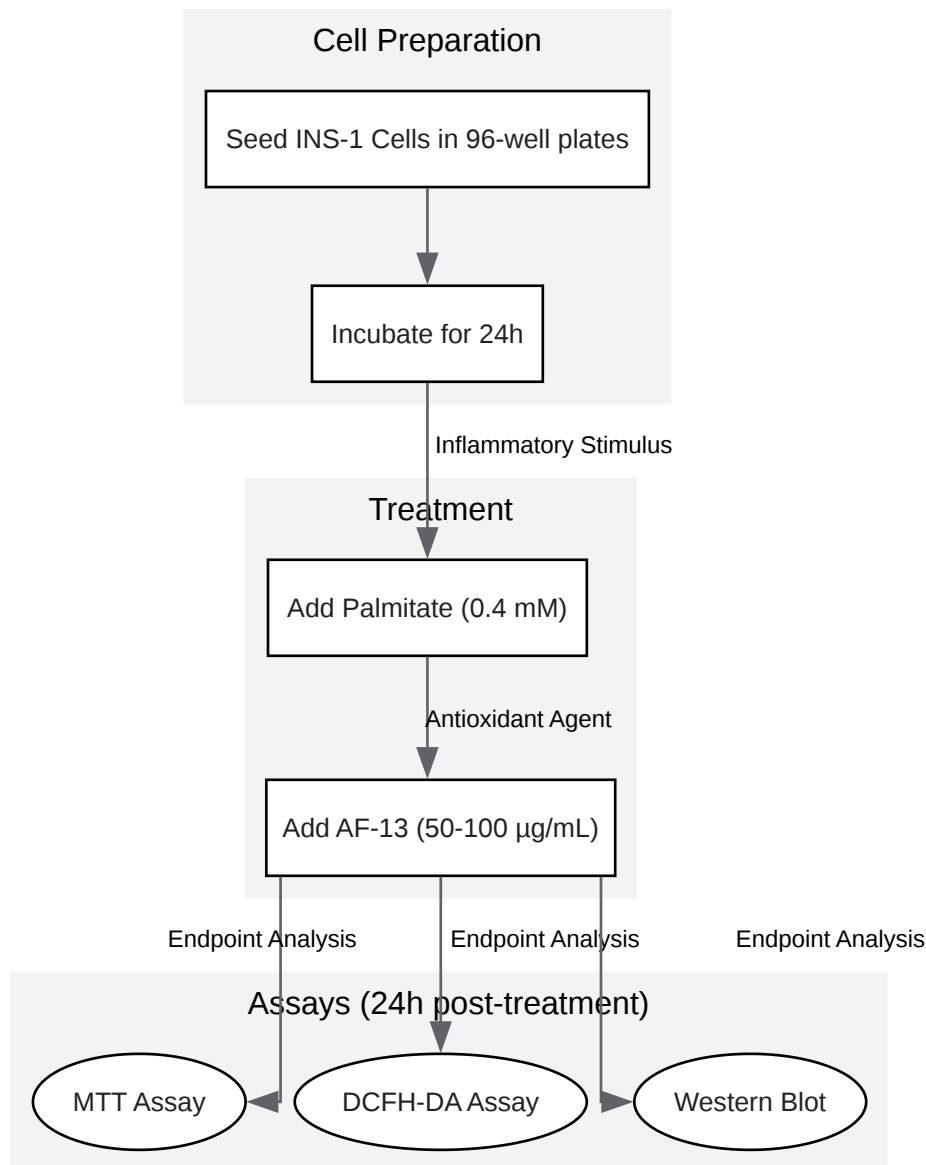 Cell Preparation
Seed INS-1 Cells in 96-well plates
Incubate for 24h
Inflammatory Stimulus
Treatment
Add Palmitate (0.4 mM)
Antioxidant Agent
Add AF-13 (50-100 µg/mL)
Endpoint Analysis
Endpoint Analysis
Endpoint Analysis
Assays (24h post-treatment)
MTT Assay
DCFH-DA Assay
Western Blot